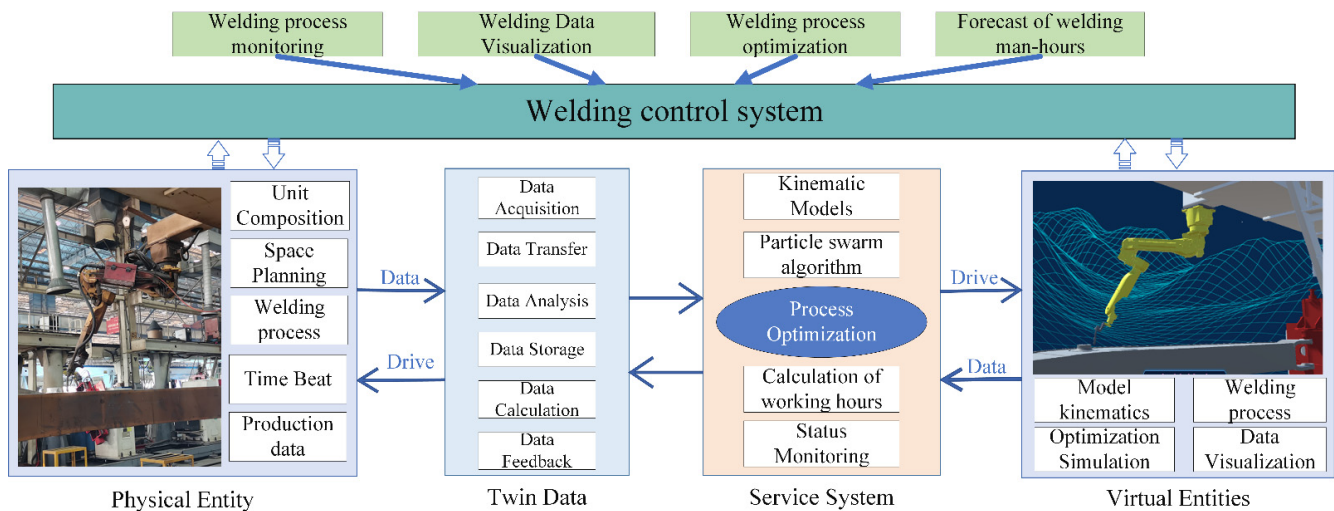 Welding process
monitoring
Welding Data
Visualization
Welding process
optimization
Forecast of welding
man-hours
Welding control system
Unit
Composition
Space
Planning
Welding
process
Time Beat
Production
data
Physical Entity
Data
Drive
Data
Acquisition
Data Transfer
Data Analysis
Data Storage
Data
Calculation
Data
Feedback
Twin Data
Kinematic
Models
Particle swarm
algorithm
Process
Optimization
Calculation of
working hours
Status
Monitoring
Service System
Drive
Data
Model
kinematics
Welding
process
Optimization
Simulation
Data
Visualization
Virtual Entities